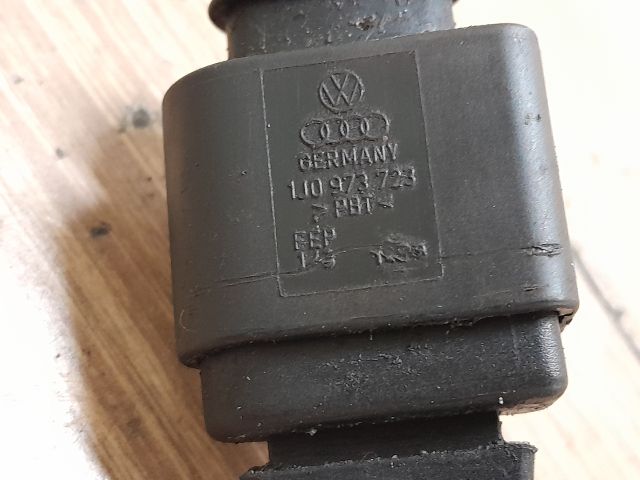 GERMANY
1J0 973 723
>PBT<
FEP